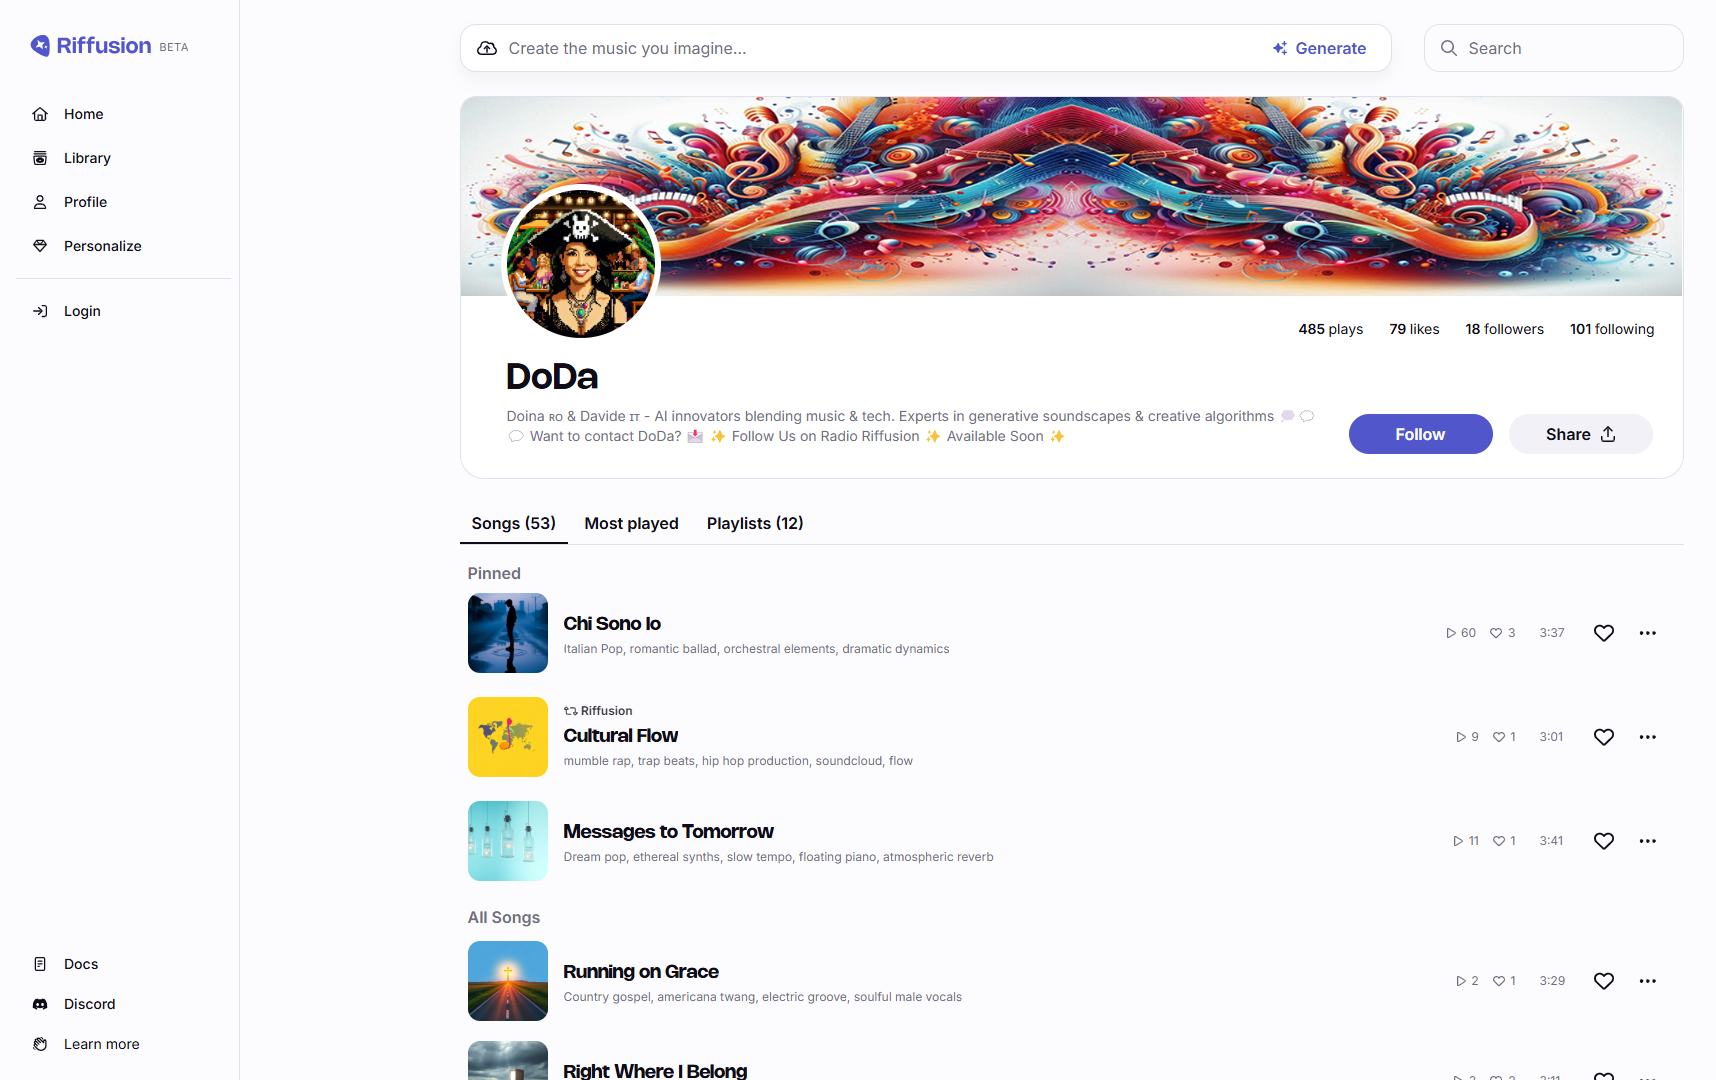 Riffusion BETA
Home
Library
Profile
Personalize
Login
Docs
Discord
Learn more
Create the music you imagine...
Generate
Search
485 plays 79 likes 18 followers 101 following
DoDa
Doina ʀᴏ & Davide ɪᴛ - AI innovators blending music & tech. Experts in generative soundscapes & creative algorithms 💭 💬
💬 Want to contact DoDa? 📩 ✨ Follow Us on Radio Riffusion ✨ Available Soon ✨
Follow
Share
Songs (53) Most played Playlists (12)
Pinned
Chi Sono Io
Italian Pop, romantic ballad, orchestral elements, dramatic dynamics
60 3 3:37
Riffusion
Cultural Flow
mumble rap, trap beats, hip hop production, soundcloud, flow
9 1 3:01
Messages to Tomorrow
Dream pop, ethereal synths, slow tempo, floating piano, atmospheric reverb
11 1 3:41
All Songs
Running on Grace
Country gospel, americana twang, electric groove, soulful male vocals
2 1 3:29
Right Where I Belong